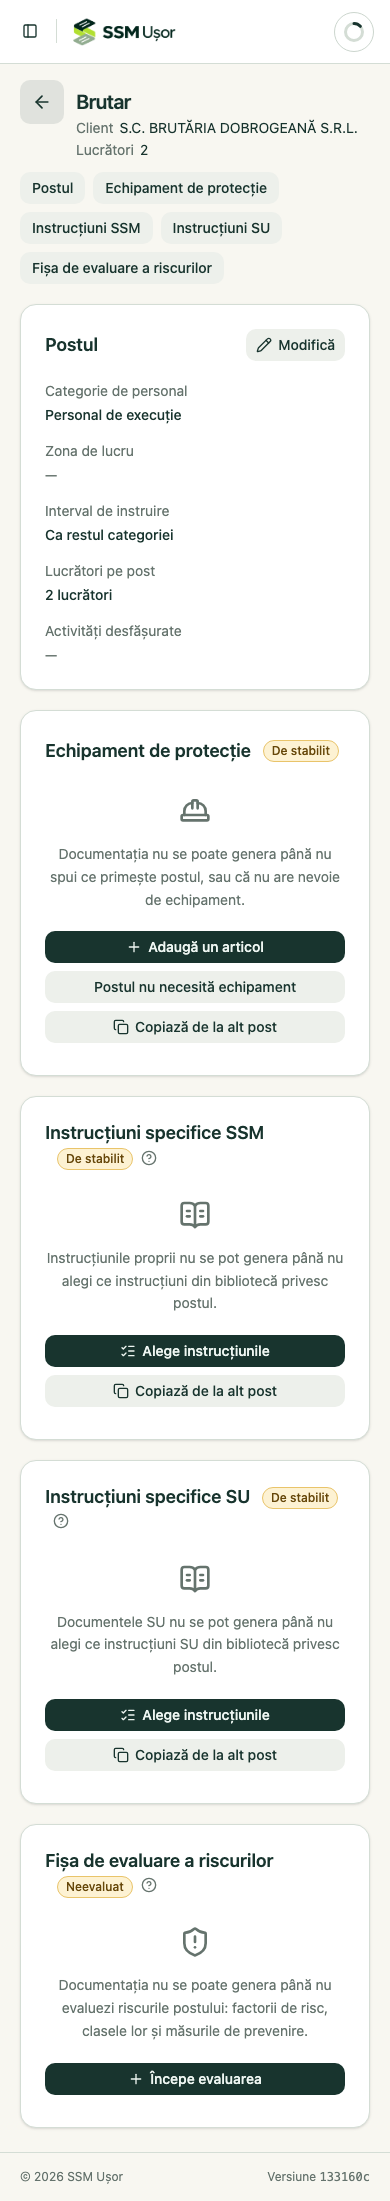 SSM Ușor
Brutar
Client S.C. BRUTĂRIA DOBROGEANĂ S.R.L.
Lucrători 2
Postul
Echipament de protecție
Instrucțiuni SSM
Instrucțiuni SU
Fișa de evaluare a riscurilor
Postul
Modifică
Categorie de personal
Personal de execuție
Zona de lucru
—
Interval de instruire
Ca restul categoriei
Lucrători pe post
2 lucrători
Activități desfășurate
—
Echipament de protecție De stabilit
Documentația nu se poate genera până nu
spui ce primește postul, sau că nu are nevoie
de echipament.
Adaugă un articol
Postul nu necesită echipament
Copiază de la alt post
Instrucțiuni specifice SSM
De stabilit
Instrucțiunile proprii nu se pot genera până nu
alegi ce instrucțiuni din bibliotecă privesc
postul.
Alege instrucțiunile
Copiază de la alt post
Instrucțiuni specifice SU De stabilit
Documentele SU nu se pot genera până nu
alegi ce instrucțiuni SU din bibliotecă privesc
postul.
Alege instrucțiunile
Copiază de la alt post
Fișa de evaluare a riscurilor
Neevaluat
Documentația nu se poate genera până nu
evaluezi riscurile postului: factorii de risc,
clasele lor și măsurile de prevenire.
Începe evaluarea
© 2026 SSM Ușor
Versiune 133160c